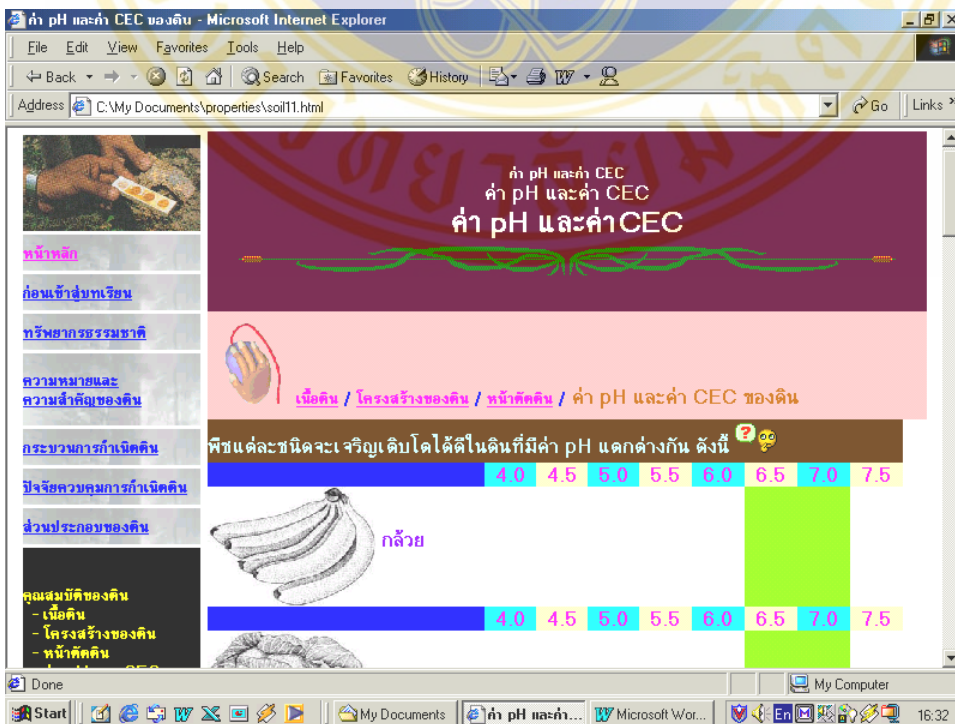 ค่า pH และค่า CEC ของดิน - Microsoft Internet Explorer
File Edit View Favorites Tools Help
Back Search Favorites History
Address C:\My Documents\properties\soil11.html Go Links
ค่า pH และค่า CEC
ค่า pH และค่า CEC
ค่า pH และค่า CEC
หน้าหลัก
ก่อนเข้าสู่บทเรียน
ทรัพยากรธรรมชาติ
ความหมายและ
ความสำคัญของดิน
กระบวนการกำเนิดดิน
ปัจจัยควบคุมการกำเนิดดิน
ส่วนประกอบของดิน
คุณสมบัติของดิน
- เนื้อดิน
- โครงสร้างของดิน
- หน้าตัดดิน
เนื้อดิน / โครงสร้างของดิน / หน้าตัดดิน / ค่า pH และค่า CEC ของดิน
พืชแต่ละชนิดจะเจริญเติบโตได้ดีในดินที่มีค่า pH แตกต่างกัน ดังนี้ ?
4.0 4.5 5.0 5.5 6.0 6.5 7.0 7.5
กล้วย
4.0 4.5 5.0 5.5 6.0 6.5 7.0 7.5
Done My Computer
Start My Documents ค่า pH และค่า... Microsoft Wor... En 16:32